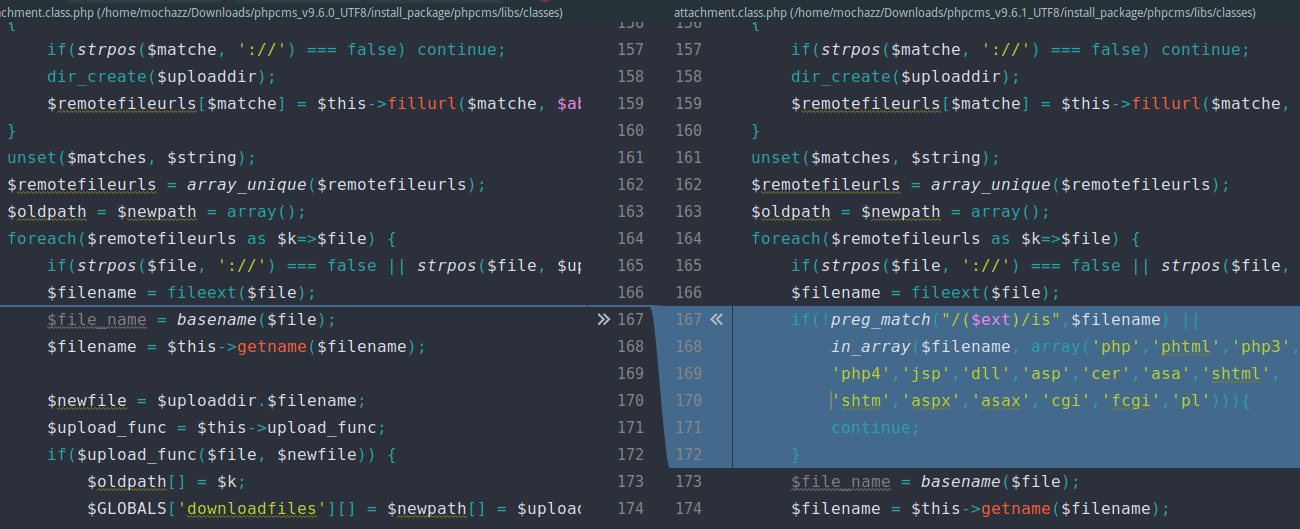 attachment.class.php (/home/mochazz/Downloads/phpcms_v9.6.0_UTF8/install_package/phpcms/libs/classes)
{
if(strpos($matche, '://') === false) continue;
dir_create($uploaddir);
$remotefileurls[$matche] = $this->fillurl($matche, $ab
}
unset($matches, $string);
$remotefileurls = array_unique($remotefileurls);
$oldpath = $newpath = array();
foreach($remotefileurls as $k=>$file) {
if(strpos($file, '://') === false || strpos($file, $up
$filename = fileext($file);
$file_name = basename($file);
$filename = $this->getname($filename);
$newfile = $uploaddir.$filename;
$upload_func = $this->upload_func;
if($upload_func($file, $newfile)) {
$oldpath[] = $k;
$GLOBALS['downloadfiles'][] = $newpath[] = $uploa
156
157
158
159
160
161
162
163
164
165
166
» 167
168
169
170
171
172
173
174
attachment.class.php (/home/mochazz/Downloads/phpcms_v9.6.1_UTF8/install_package/phpcms/libs/classes)
156 {
157 if(strpos($matche, '://') === false) continue;
158 dir_create($uploaddir);
159 $remotefileurls[$matche] = $this->fillurl($matche,
160 }
161 unset($matches, $string);
162 $remotefileurls = array_unique($remotefileurls);
163 $oldpath = $newpath = array();
164 foreach($remotefileurls as $k=>$file) {
165 if(strpos($file, '://') === false || strpos($file,
166 $filename = fileext($file);
167 « if(!preg_match("/($ext)/is",$filename) ||
168 in_array($filename, array('php','phtml','php3',
169 'php4','jsp','dll','asp','cer','asa','shtml',
170 'shtm','aspx','asax','cgi','fcgi','pl'))){
171 continue;
172 }
173 $file_name = basename($file);
174 $filename = $this->getname($filename);